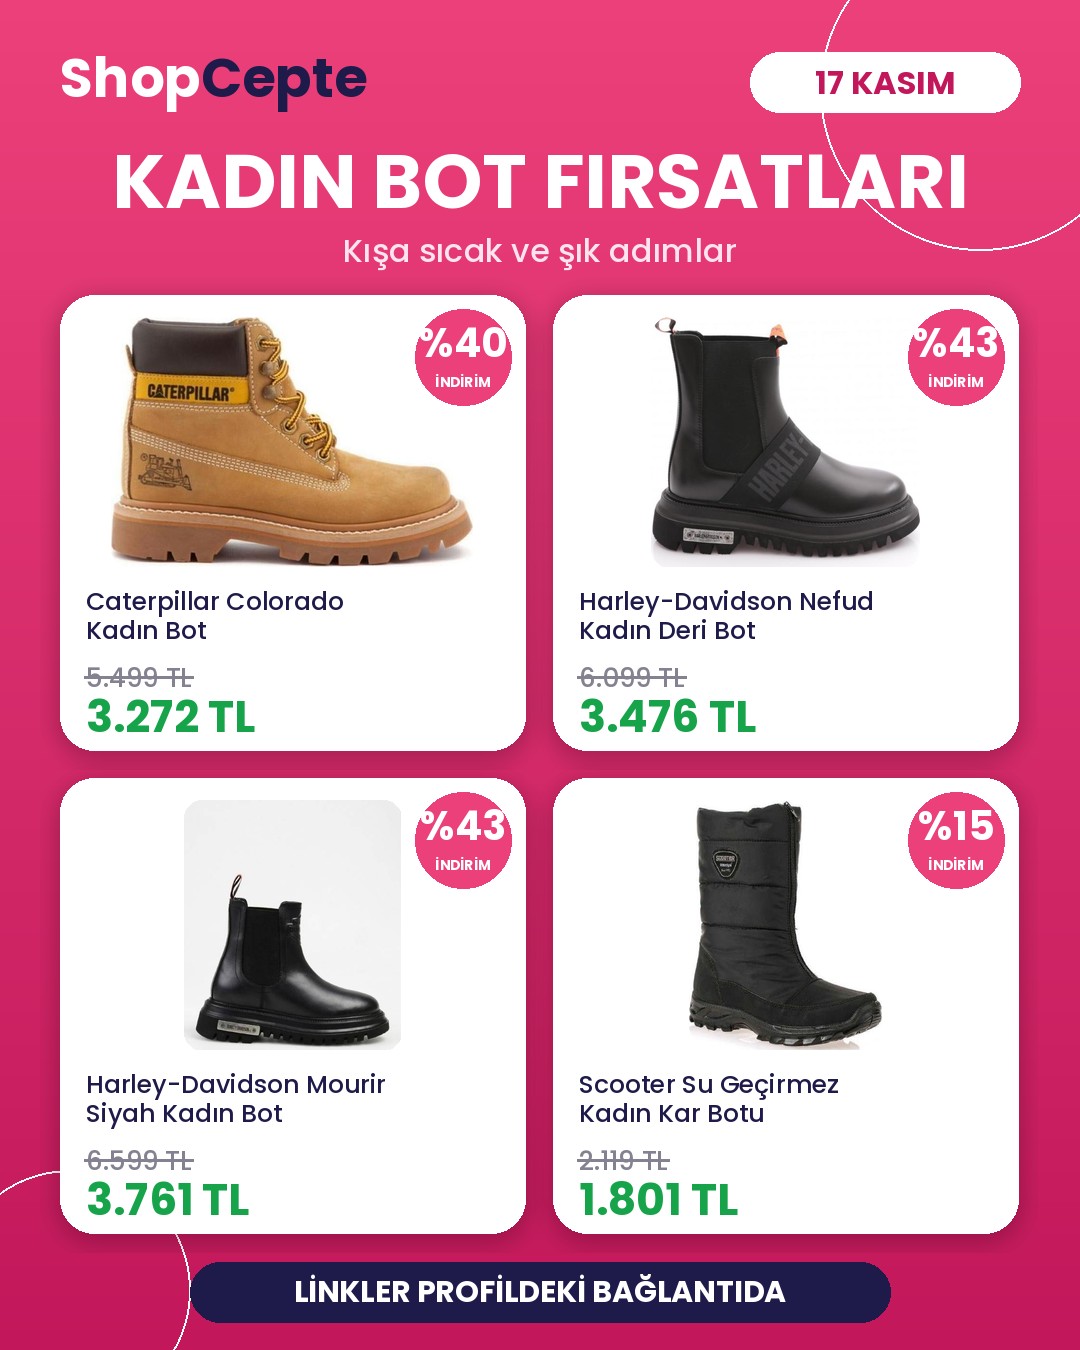 ShopCepte
17 KASIM
KADIN BOT FIRSATLARI
Kışa sıcak ve şık adımlar
%40
İNDİRİM
CATERPILLAR
Caterpillar Colorado
Kadın Bot
5.499 TL
3.272 TL
%43
İNDİRİM
HARLEY-
Harley-Davidson Nefud
Kadın Deri Bot
6.099 TL
3.476 TL
%43
İNDİRİM
Harley-Davidson Mourir
Siyah Kadın Bot
6.599 TL
3.761 TL
%15
İNDİRİM
SCOOTER
Scooter Su Geçirmez
Kadın Kar Botu
2.119 TL
1.801 TL
LİNKLER PROFİLDEKİ BAĞLANTIDA